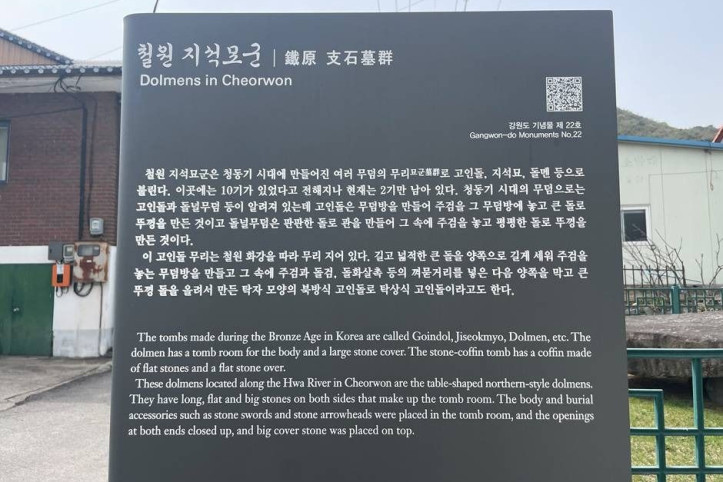 철원 지석묘군 | 鐵原 支石墓群
Dolmens in Cheorwon
강원도 기념물 제 22호
Gangwon-do Monuments No.22
철원 지석묘군은 청동기 시대에 만들어진 여러 무덤의 무리묘군墓群로 고인돌, 지석묘, 돌멘 등으로
불린다. 이곳에는 10기가 있었다고 전해지나 현재는 2기만 남아 있다. 청동기 시대의 무덤으로는
고인돌과 돌널무덤 등이 알려져 있는데 고인돌은 무덤방을 만들어 주검을 그 무덤방에 놓고 큰 돌로
뚜껑을 만든 것이고 돌널무덤은 판판한 돌로 관을 만들어 그 속에 주검을 놓고 평평한 돌로 뚜껑을
만든 것이다.
이 고인돌 무리는 철원 화강을 따라 무리 지어 있다. 길고 넓적한 큰 돌을 양쪽으로 길게 세워 주검을
놓는 무덤방을 만들고 그 속에 주검과 돌검, 돌화살촉 등의 껴묻거리를 넣은 다음 양쪽을 막고 큰
뚜껑 돌을 올려서 만든 탁자 모양의 북방식 고인돌로 탁상식 고인돌이라고도 한다.
The tombs made during the Bronze Age in Korea are called Goindol, Jiseokmyo, Dolmen, etc. The
dolmen has a tomb room for the body and a large stone cover. The stone-coffin tomb has a coffin made
of flat stones and a flat stone over.
These dolmens located along the Hwa River in Cheorwon are the table-shaped northern-style dolmens.
They have long, flat and big stones on both sides that make up the tomb room. The body and burial
accessories such as stone swords and stone arrowheads were placed in the tomb room, and the openings
at both ends closed up, and big cover stone was placed on top.